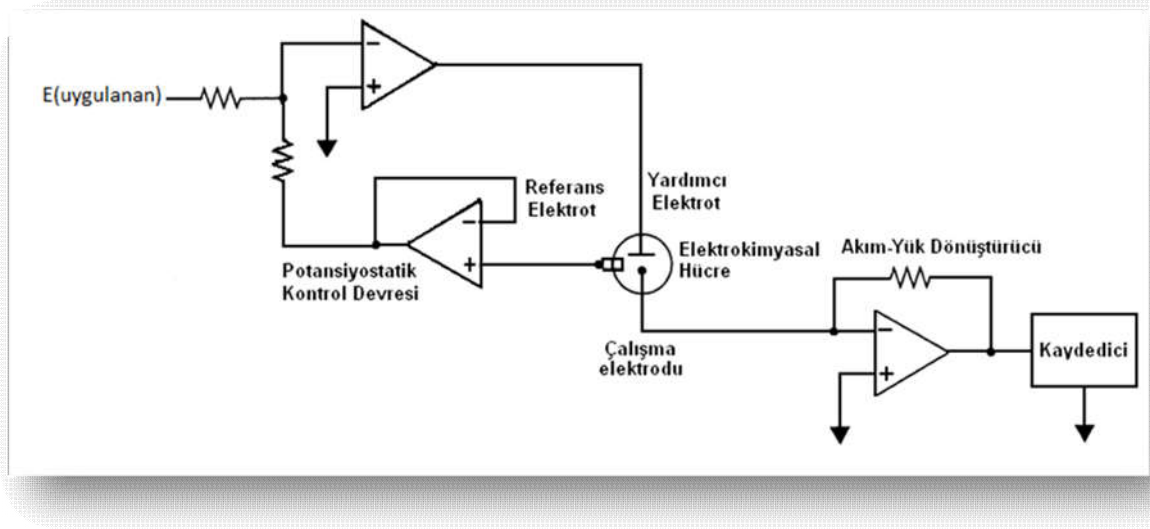 E(uygulanan)
−
+
Referans
Elektrot
−
+
Potansiyostatik
Kontrol Devresi
Yardımcı
Elektrot
Elektrokimyasal
Hücre
Çalışma
elektrodu
Akım-Yük Dönüştürücü
−
+
Kaydedici